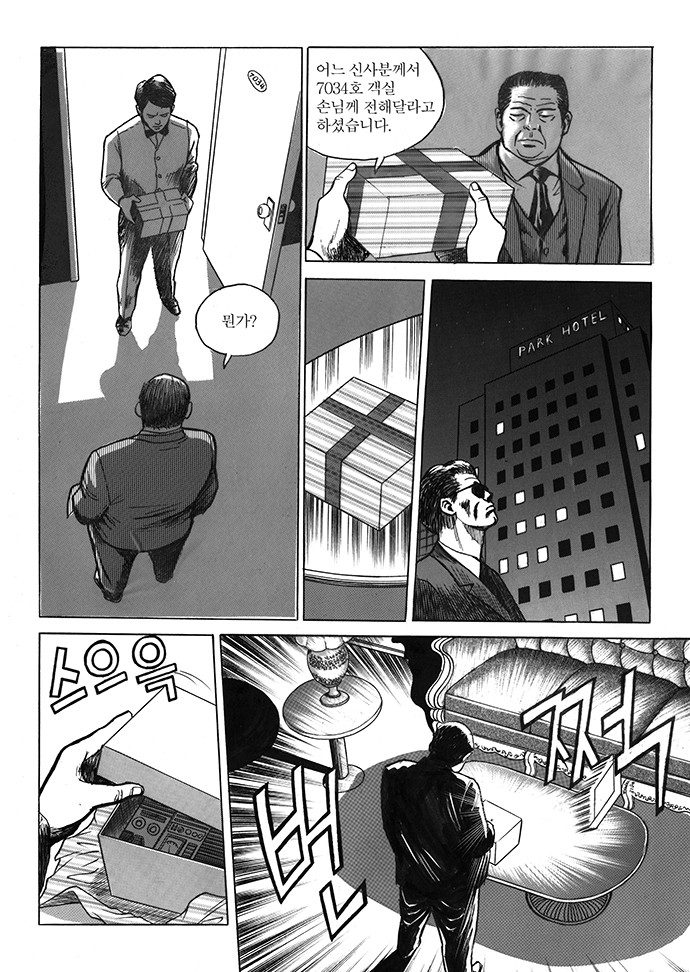 7034
뭔가?
어느 신사분께서
7034호 객실
손님께 전해달라고
하셨습니다.
PARK HOTEL
스으윽
번
쩌